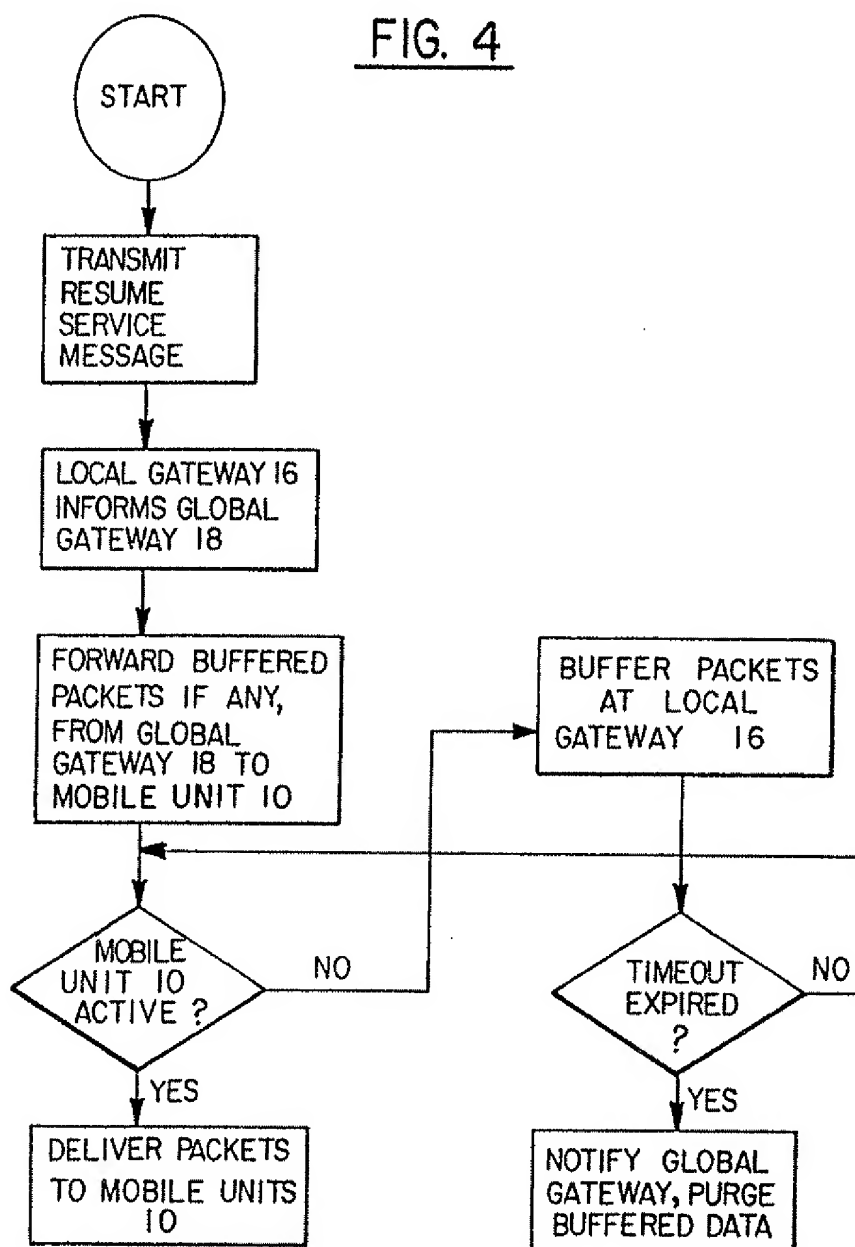 FIG. 4
START
TRANSMIT
RESUME
SERVICE
MESSAGE
LOCAL GATEWAY 16
INFORMS GLOBAL
GATEWAY 18
FORWARD BUFFERED
PACKETS IF ANY,
FROM GLOBAL
GATEWAY 18 TO
MOBILE UNIT 10
BUFFER PACKETS
AT LOCAL
GATEWAY 16
MOBILE
UNIT 10
ACTIVE ?
NO
YES
TIMEOUT
EXPIRED
?
NO
YES
DELIVER PACKETS
TO MOBILE UNITS
10
NOTIFY GLOBAL
GATEWAY, PURGE
BUFFERED DATA